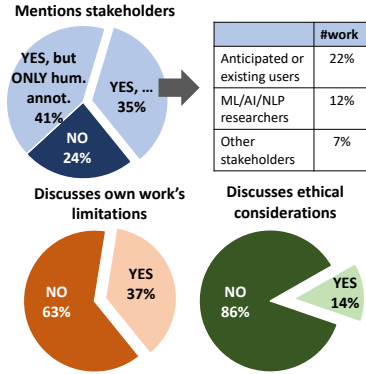 Mentions stakeholders
YES, but
ONLY hum.
annot.
41%
YES, ...
35%
NO
24%
#work
Anticipated or
existing users
22%
ML/AI/NLP
researchers
12%
Other
stakeholders
7%
Discusses own work's
limitations
NO
63%
YES
37%
Discusses ethical
considerations
NO
86%
YES
14%